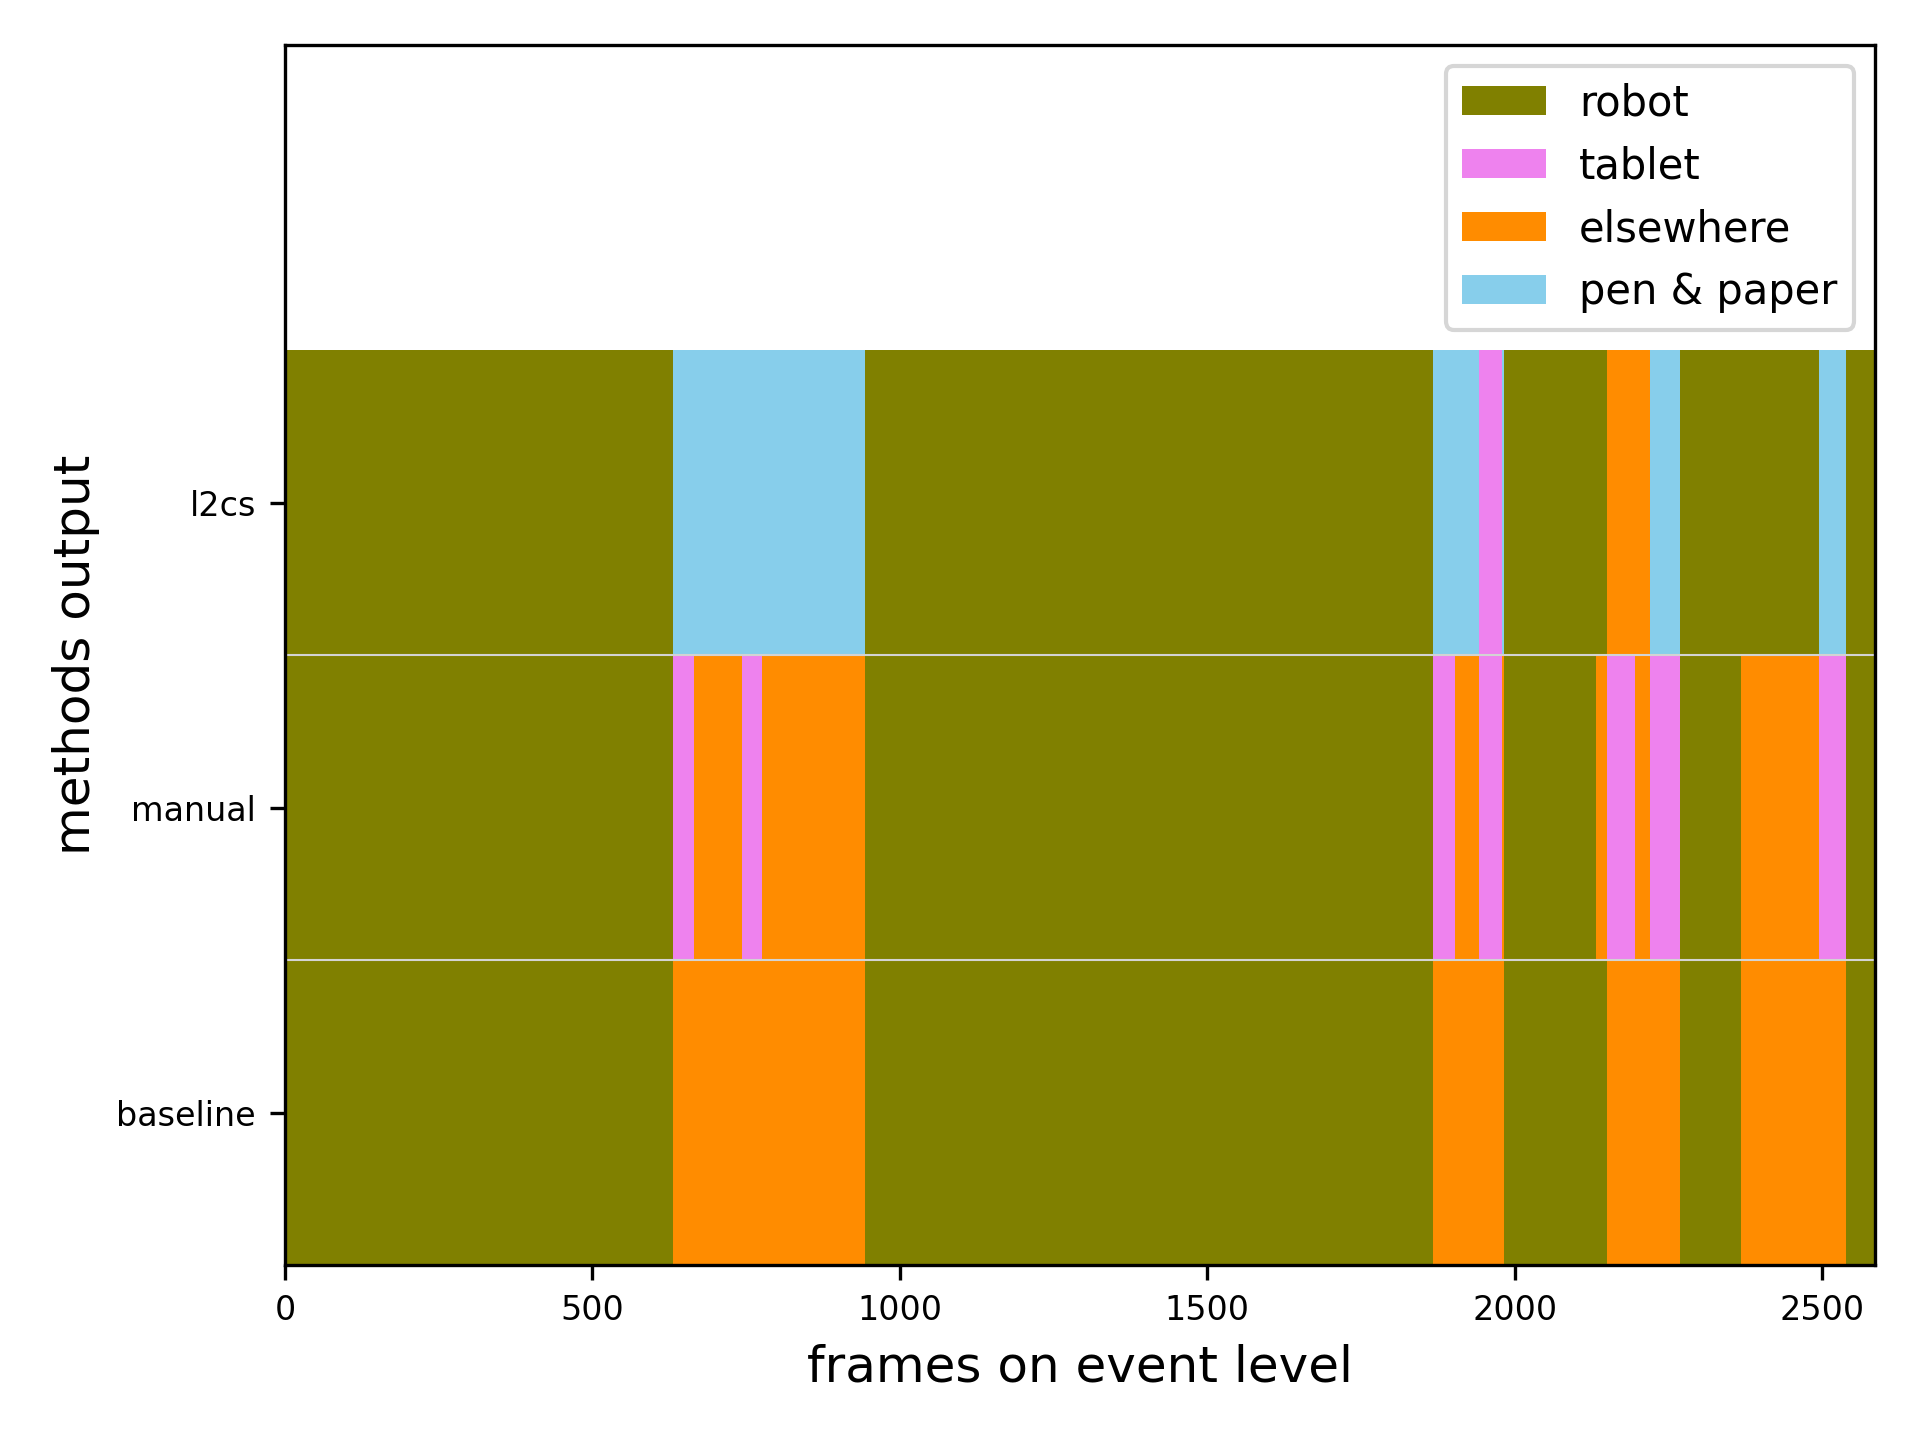 robot
tablet
elsewhere
pen & paper
methods output
l2cs
manual
baseline
0 500 1000 1500 2000 2500
frames on event level